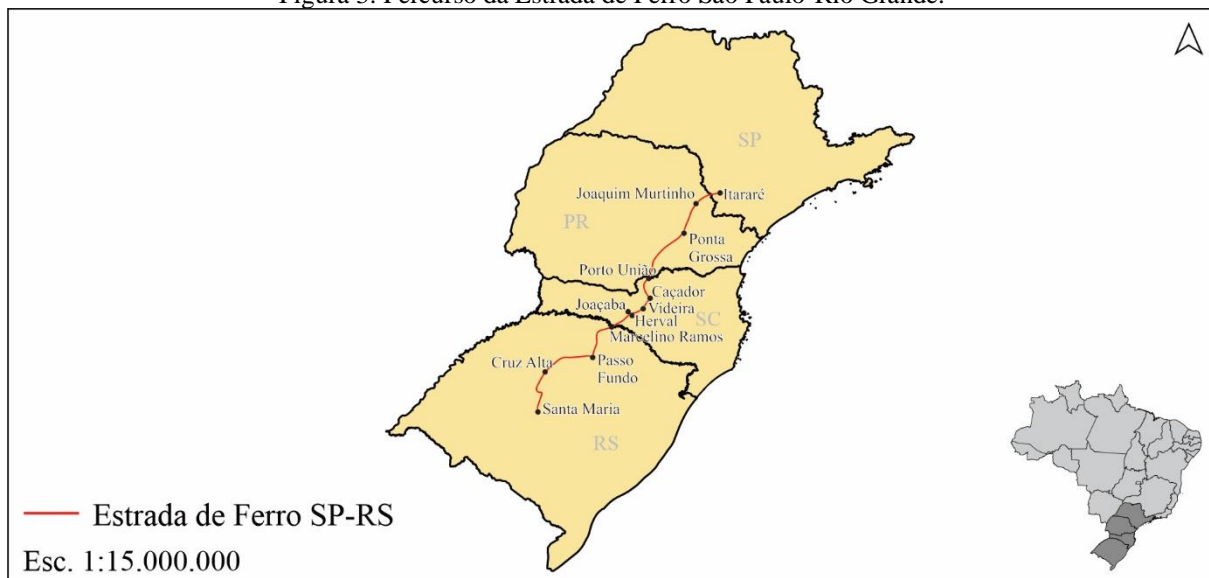 Figura 3. Percurso da Estrada de Ferro São Paulo-Rio Grande.
SP
Joaquim Murtinho
Itararé
PR
Ponta
Grossa
Porto União
Caçador
Joaçaba
Videira
SC
Herval
Marcelino Ramos
Cruz Alta
Passo
Fundo
Santa Maria
RS
Estrada de Ferro SP-RS
Esc. 1:15.000.000